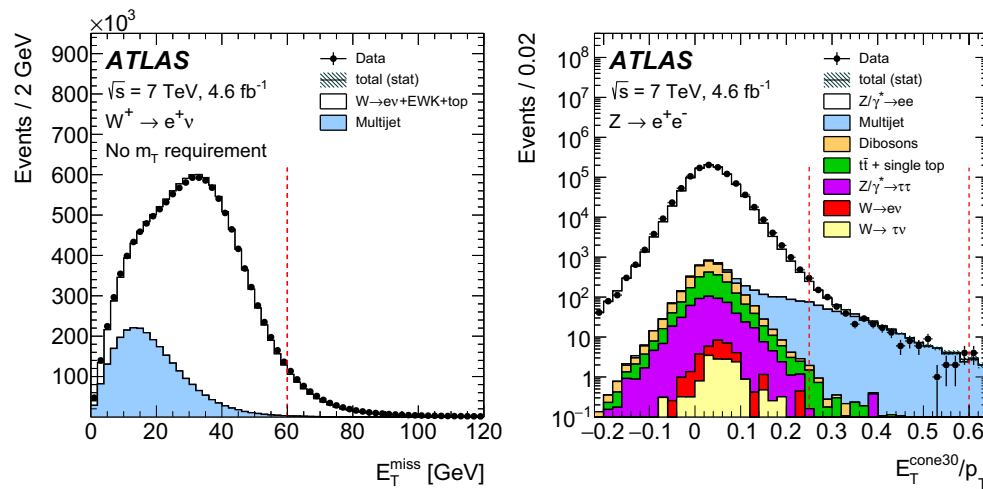 ×10³
Events / 2 GeV
900
800
700
600
500
400
300
200
100
ATLAS
√s = 7 TeV, 4.6 fb⁻¹
W⁺ → e⁺ν
No m_T requirement
Data
total (stat)
W→eν+EWK+top
Multijet
0 20 40 60 80 100 120
E_T^miss [GeV]
Events / 0.02
10⁸
10⁷
10⁶
10⁵
10⁴
10³
10²
10
1
10⁻¹
ATLAS
√s = 7 TeV, 4.6 fb⁻¹
Z → e⁺e⁻
Data
total (stat)
Z/γ*→ee
Multijet
Dibosons
tt̄ + single top
Z/γ*→ττ
W→eν
W→ τν
−0.2 −0.1 0 0.1 0.2 0.3 0.4 0.5 0.6
E_T^cone30/p_T